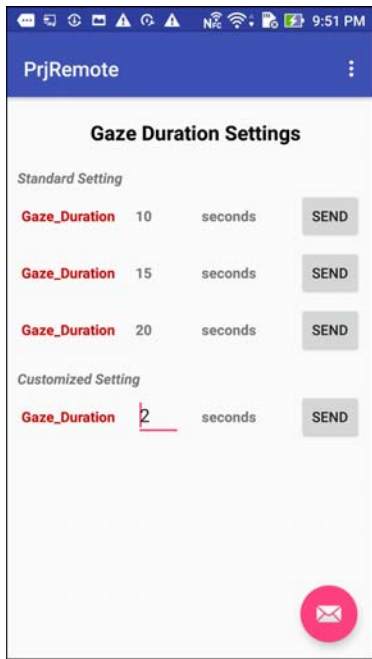 9:51 PM
PrjRemote
Gaze Duration Settings
Standard Setting
Gaze_Duration 10 seconds SEND
Gaze_Duration 15 seconds SEND
Gaze_Duration 20 seconds SEND
Customized Setting
Gaze_Duration 2 seconds SEND